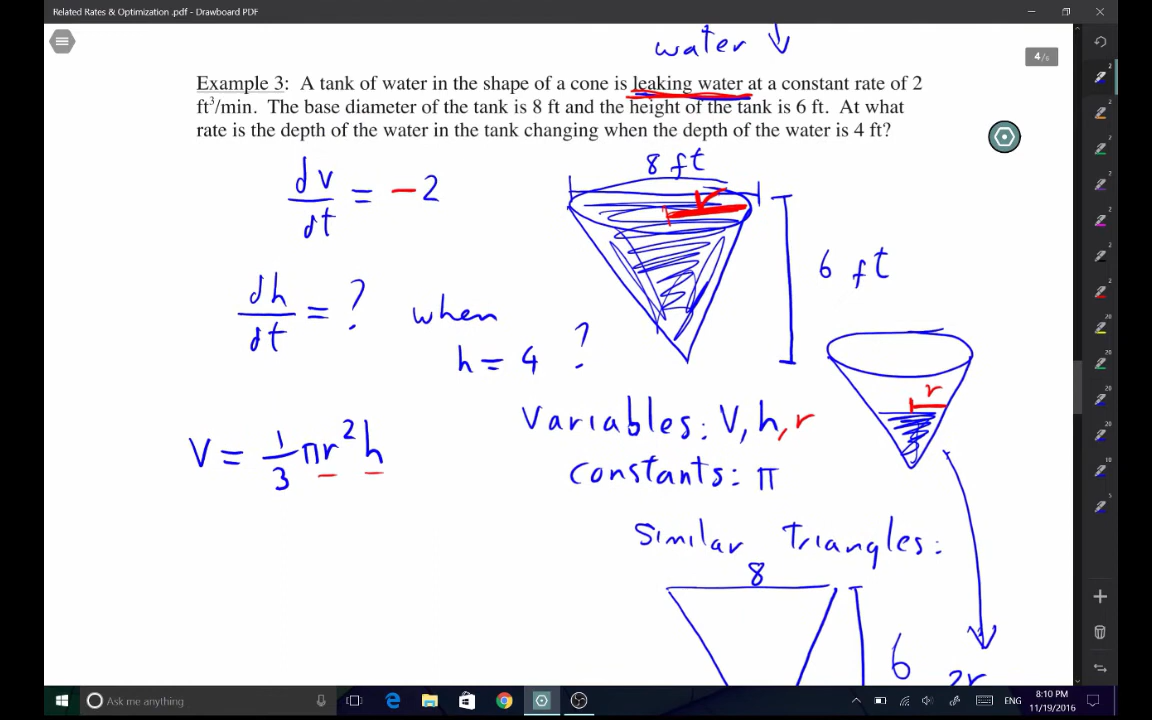 Related Rates & Optimization .pdf - Drawboard PDF
water
4/6
Example 3: A tank of water in the shape of a cone is leaking water at a constant rate of 2
ft³/min. The base diameter of the tank is 8 ft and the height of the tank is 6 ft. At what
rate is the depth of the water in the tank changing when the depth of the water is 4 ft?
8 ft
r
dv/dt = -2
6 ft
dh/dt = ? when
h = 4 ?
r
Variables: V, h, r
V = 1/3 πr²h
constants: π
Similar Triangles:
8
6
2r
Ask me anything
ENG
8:10 PM
11/19/2016